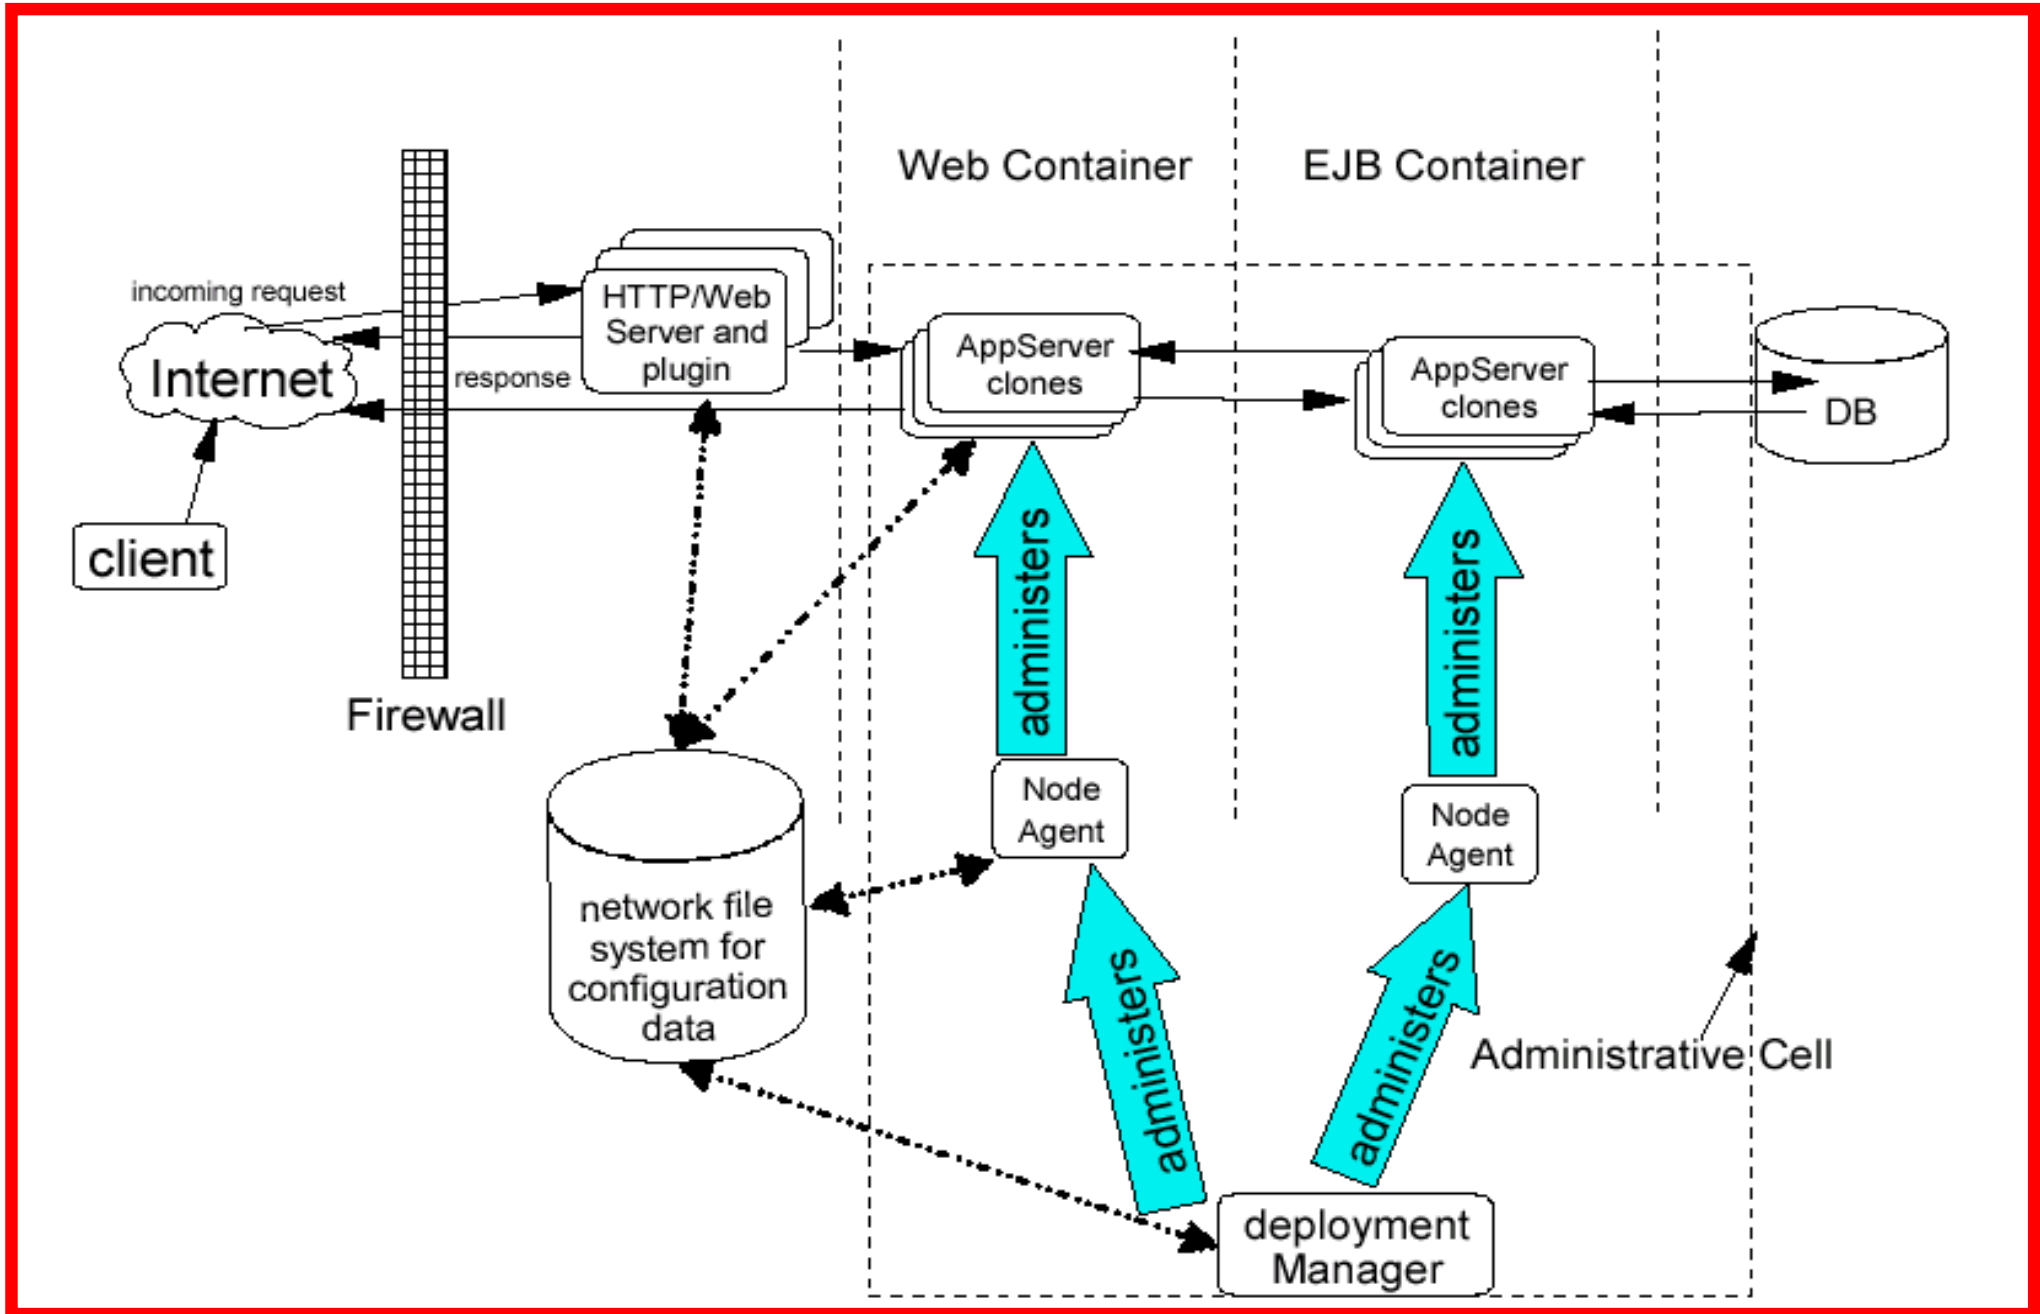 Web Container
EJB Container
incoming request
HTTP/Web
Server and
plugin
Internet
response
AppServer
clones
AppServer
clones
DB
client
Firewall
administers
administers
Node
Agent
Node
Agent
network file
system for
configuration
data
administers
administers
Administrative Cell
deployment
Manager